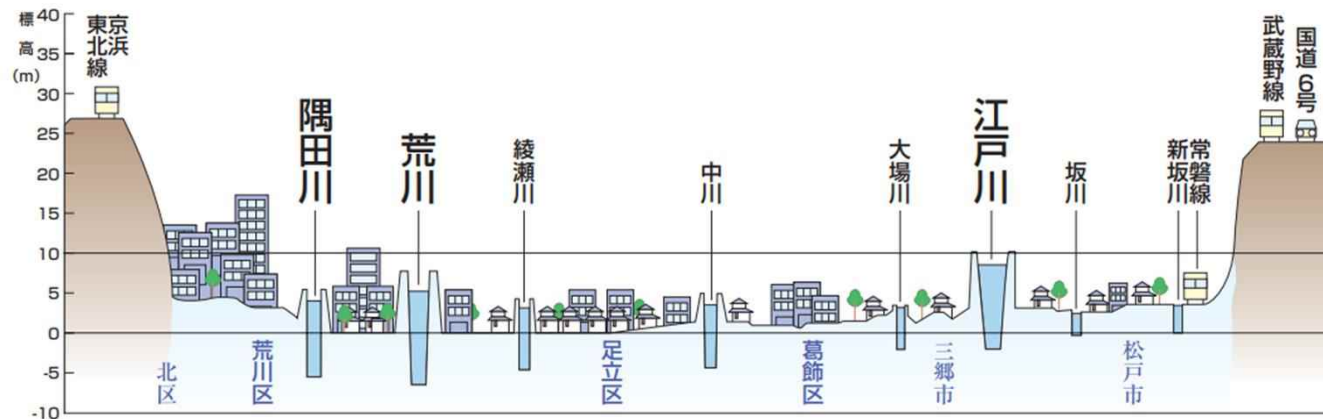 標高(m)
40
35
30
25
20
15
10
5
0
-5
-10
京浜東北線
隅田川
荒川
綾瀬川
中川
大場川
江戸川
坂川
新坂川
常磐線
武蔵野線
国道6号
北区
荒川区
足立区
葛飾区
三郷市
松戸市